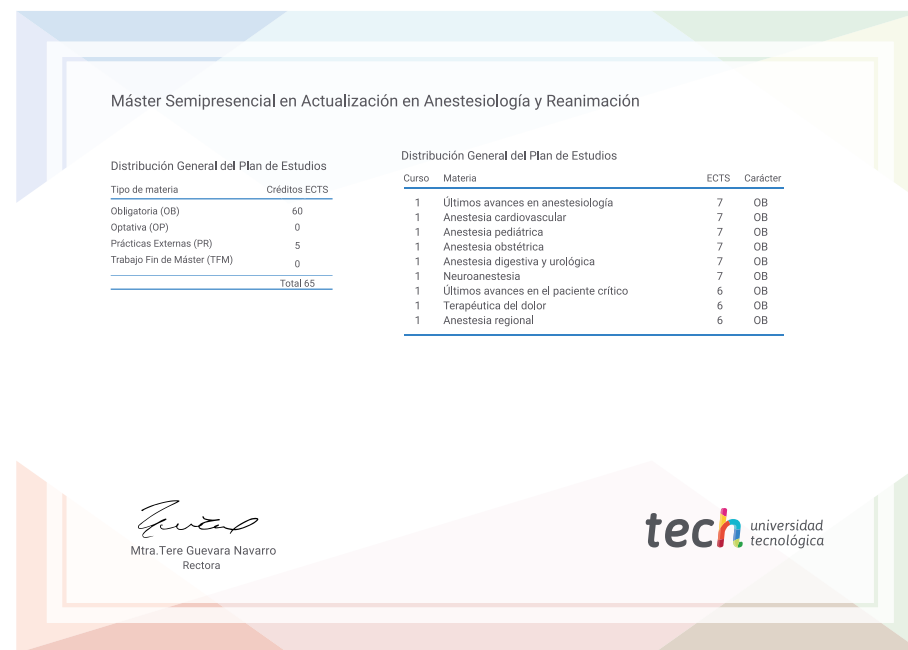 Máster Semipresencial en Actualización en Anestesiología y Reanimación
Distribución General del Plan de Estudios
Tipo de materia Créditos ECTS
Obligatoria (OB) 60
Optativa (OP) 0
Prácticas Externas (PR) 5
Trabajo Fin de Máster (TFM) 0
Total 65
Distribución General del Plan de Estudios
Curso Materia ECTS Carácter
1 Últimos avances en anestesiología 7 OB
1 Anestesia cardiovascular 7 OB
1 Anestesia pediátrica 7 OB
1 Anestesia obstétrica 7 OB
1 Anestesia digestiva y urológica 7 OB
1 Neuroanestesia 7 OB
1 Últimos avances en el paciente crítico 6 OB
1 Terapéutica del dolor 6 OB
1 Anestesia regional 6 OB
Mtra.Tere Guevara Navarro
Rectora
tech universidad
tecnológica